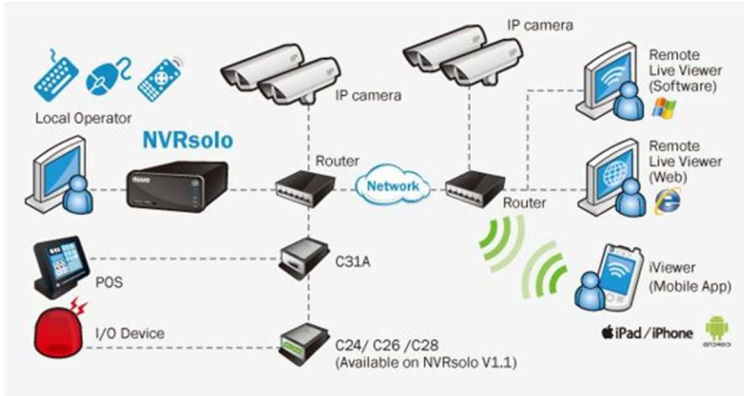 IP camera
IP camera
Local Operator
NVRsolo
Router
Network
Router
Remote
Live Viewer
(Software)
Remote
Live Viewer
(Web)
POS
C31A
iViewer
(Mobile App)
I/O Device
C24/ C26 /C28
(Available on NVRsolo V1.1)
iPad/iPhone